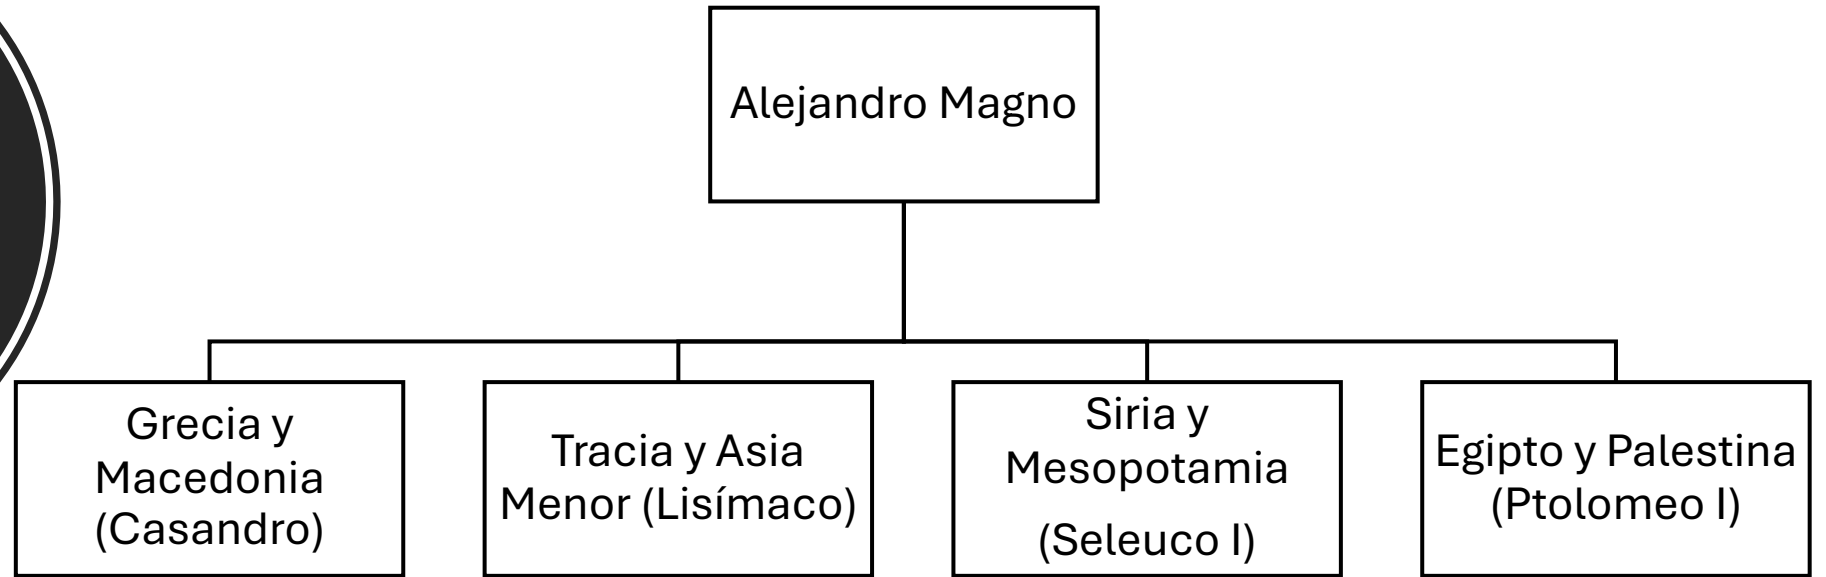 Alejandro Magno
Grecia y
Macedonia
(Casandro)
Tracia y Asia
Menor (Lisímaco)
Siria y
Mesopotamia
(Seleuco I)
Egipto y Palestina
(Ptolomeo I)